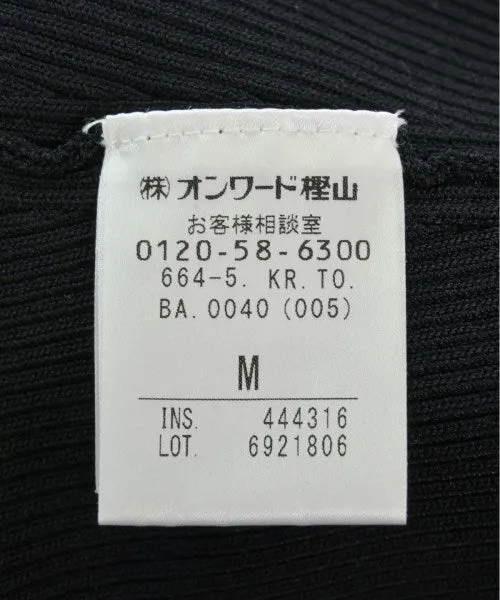 ㈱オンワード樫山
お客様相談室
0120-58-6300
664-5. KR.TO.
BA.0040(005)
M
INS. 444316
LOT. 6921806